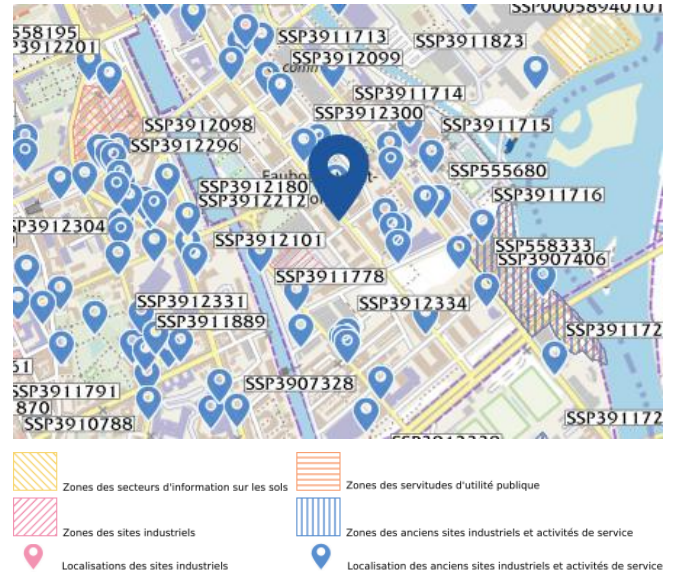 SSP00058940101
558195
SSP3911713
SSP3911823
P3912201
SSP3912099
SSP3911714
SSP3912300
SSP3912098
SSP3911715
SSP3912296
SSP555680
SSP3912180
SSP3911716
SSP3912212
SP3912304
SSP3912101
SSP558333
SSP3907406
SSP3911778
SSP3912331
SSP3912334
SSP3911889
SSP391172
61
SSP3907328
SSP3911791
870
SSP391172
SSP3910788
Zones des secteurs d'information sur les sols
Zones des servitudes d'utilité publique
Zones des sites industriels
Zones des anciens sites industriels et activités de service
Localisations des sites industriels
Localisation des anciens sites industriels et activités de service